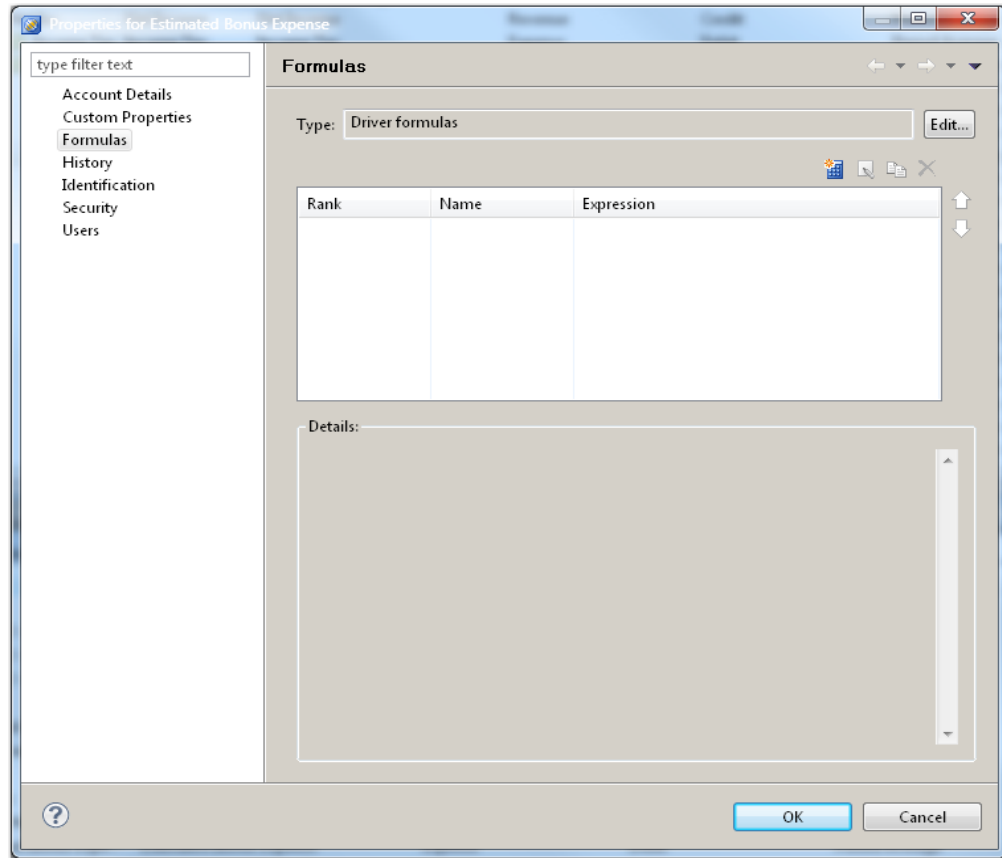 Properties for Estimated Bonus Expense
type filter text
Account Details
Custom Properties
Formulas
History
Identification
Security
Users
Formulas
Type: Driver formulas Edit...
Rank Name Expression
Details:
OK Cancel